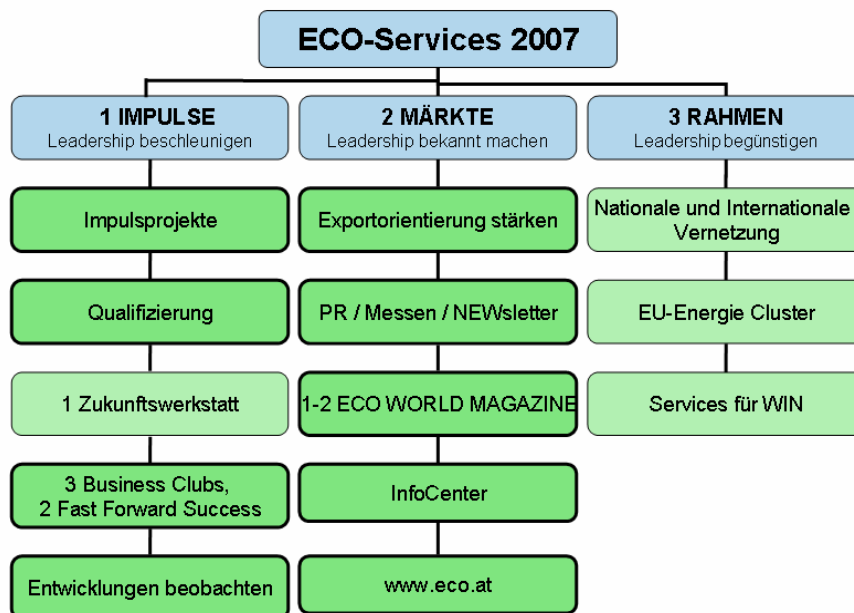 ECO-Services 2007
1 IMPULSE
Leadership beschleunigen
Impulsprojekte
Qualifizierung
1 Zukunftswerkstatt
3 Business Clubs,
2 Fast Forward Success
Entwicklungen beobachten
2 MÄRKTE
Leadership bekannt machen
Exportorientierung stärken
PR / Messen / NEWsletter
1-2 ECO WORLD MAGAZINE
InfoCenter
www.eco.at
3 RAHMEN
Leadership begünstigen
Nationale und Internationale
Vernetzung
EU-Energie Cluster
Services für WIN